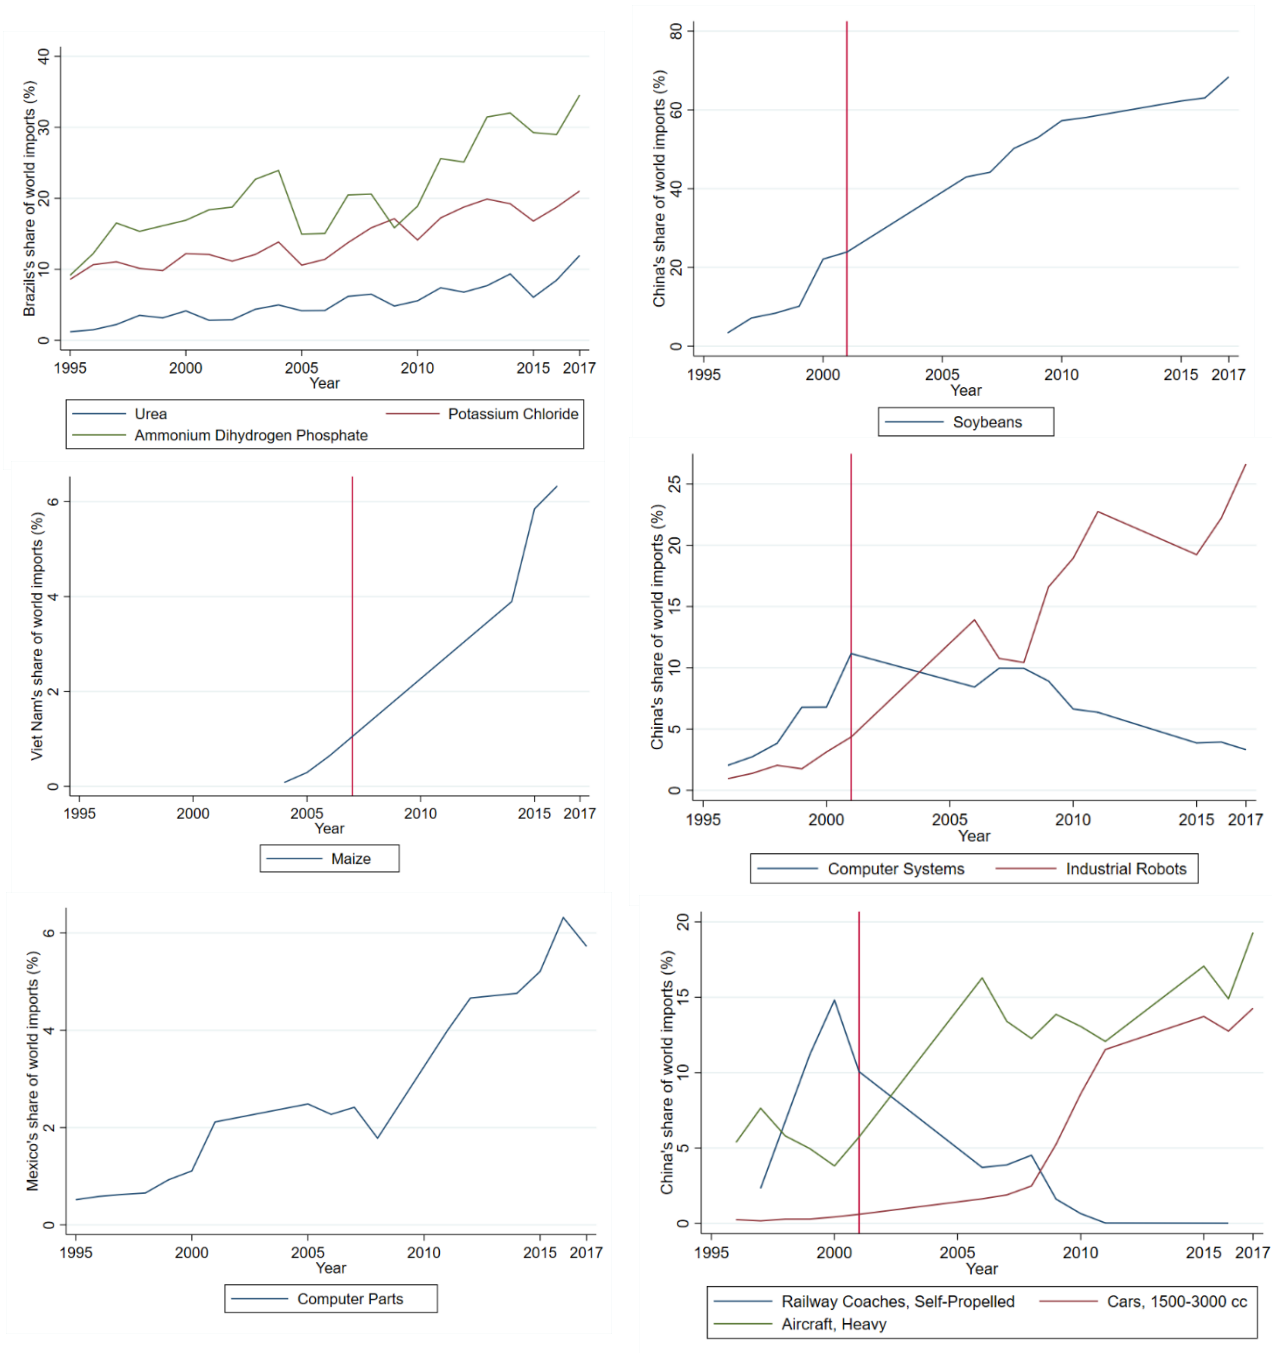 Brazils's share of world imports (%)
40
30
20
10
0
1995 2000 2005 2010 2015 2017
Year
Urea Potassium Chloride
Ammonium Dihydrogen Phosphate
China's share of world imports (%)
80
60
40
20
0
1995 2000 2005 2010 2015 2017
Year
Soybeans
Viet Nam's share of world imports (%)
6
4
2
0
1995 2000 2005 2010 2015 2017
Year
Maize
China's share of world imports (%)
25
20
15
10
5
0
1995 2000 2005 2010 2015 2017
Year
Computer Systems Industrial Robots
Mexico's share of world imports (%)
6
4
2
0
1995 2000 2005 2010 2015 2017
Year
Computer Parts
China's share of world imports (%)
20
15
10
5
0
1995 2000 2005 2010 2015 2017
Year
Railway Coaches, Self-Propelled Cars, 1500-3000 cc
Aircraft, Heavy